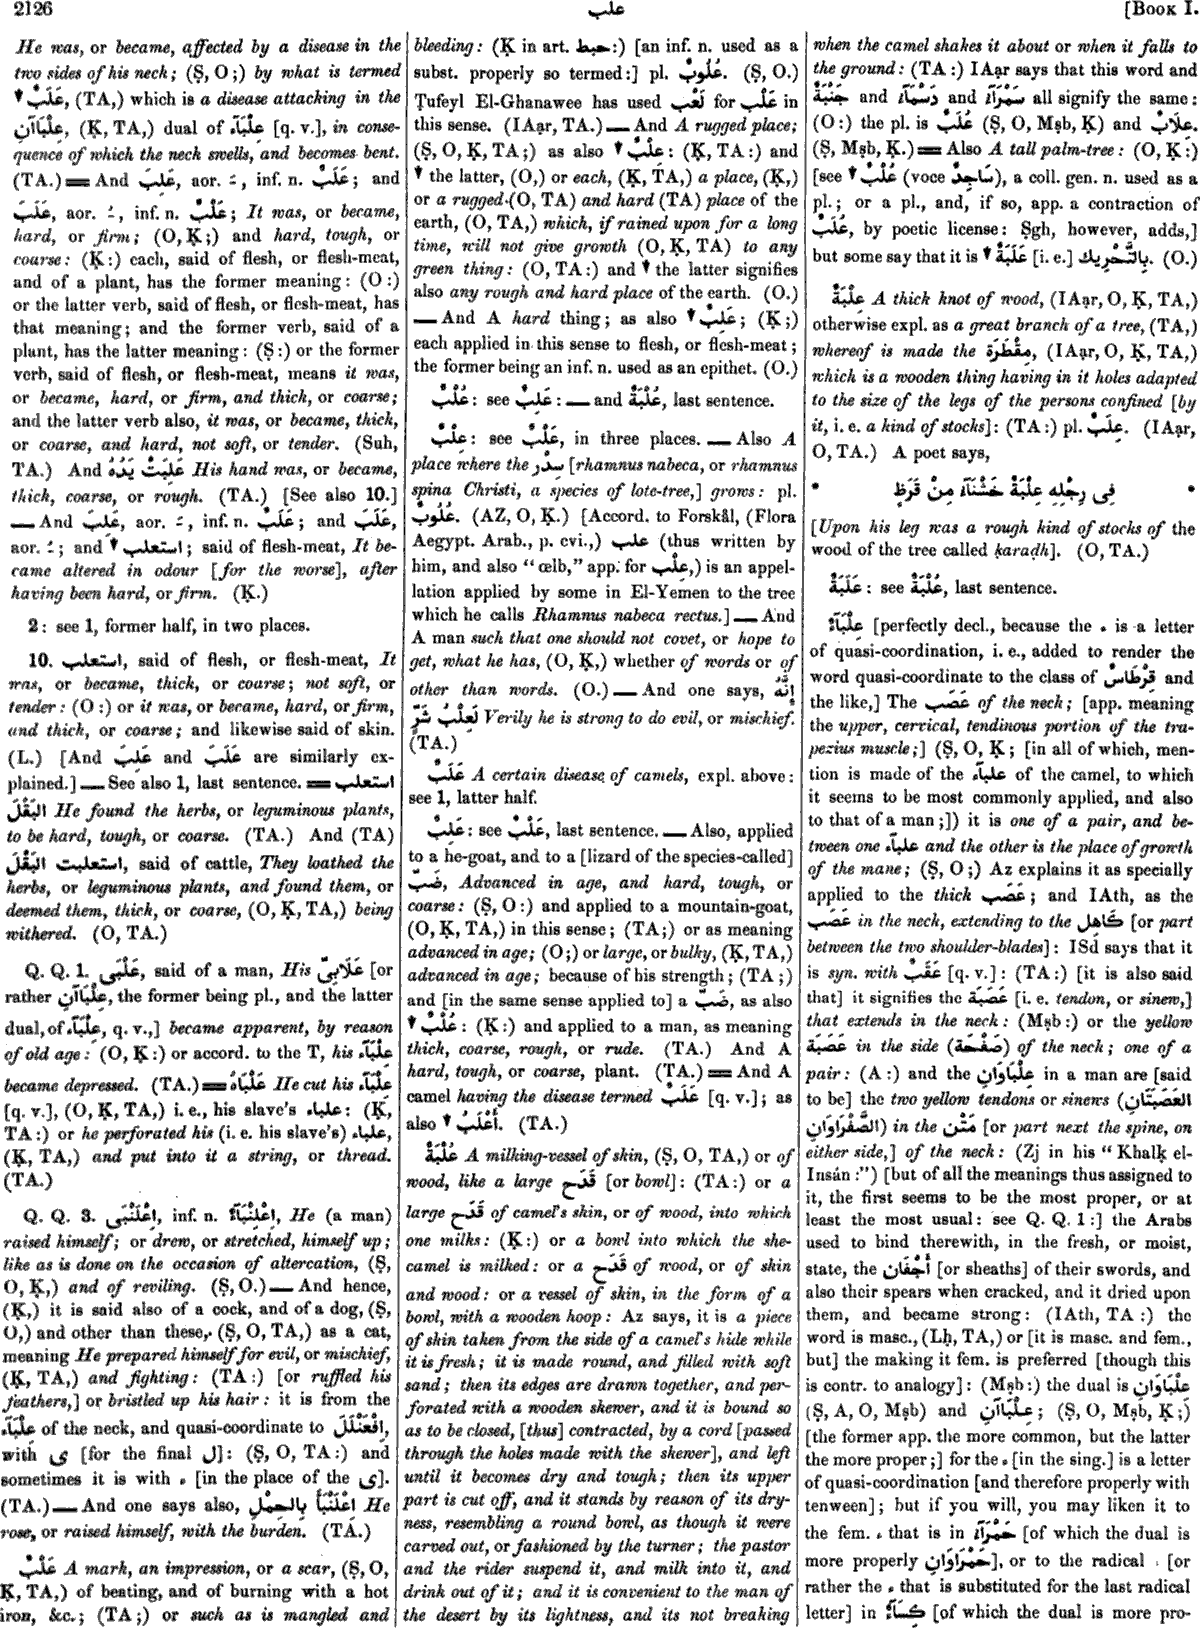 2126
علب
[BOOK I.
He was, or became, affected by a disease in the
two sides of his neck; (Ṣ, O;) by what is termed
▼ عَلَبٌ, (TA,) which is a disease attacking in the
عِلْبَاآنِ, (Ḳ, TA,) dual of عِلْبَآء [q. v.], in conse-
quence of which the neck swells, and becomes bent.
(TA.) ══ And عَلِبَ, aor. ـَ, inf. n. عَلَبٌ; and
عَلَبَ, aor. ـُ, inf. n. عَلْبٌ; It was, or became,
hard, or firm; (O, Ḳ;) and hard, tough, or
coarse: (Ḳ:) each, said of flesh, or flesh-meat,
and of a plant, has the former meaning: (O:)
or the latter verb, said of flesh, or flesh-meat, has
that meaning; and the former verb, said of a
plant, has the latter meaning: (Ṣ:) or the former
verb, said of flesh, or flesh-meat, means it was,
or became, hard, or firm, and thick, or coarse;
and the latter verb also, it was, or became, thick,
or coarse, and hard, not soft, or tender. (Suh,
TA.) And عَلِبَتْ يَدُهُ His hand was, or became,
thick, coarse, or rough. (TA.) [See also 10.]
— And عَلِبَ, aor. ـَ, inf. n. عَلَبٌ; and عَلَبَ,
aor. ـُ; and ▼ استعلب; said of flesh-meat, It be-
came altered in odour [for the worse], after
having been hard, or firm. (Ḳ.)
2: see 1, former half, in two places.
10. استعلب, said of flesh, or flesh-meat, It
was, or became, thick, or coarse; not soft, or
tender: (O:) or it was, or became, hard, or firm,
and thick, or coarse; and likewise said of skin.
(L.) [And عَلِبَ and عَلَبَ are similarly ex-
plained.] — See also 1, last sentence. ══ استعلب
البَقْلَ He found the herbs, or leguminous plants,
to be hard, tough, or coarse. (TA.) And (TA)
استعلبت البَقْلَ, said of cattle, They loathed the
herbs, or leguminous plants, and found them, or
deemed them, thick, or coarse, (O, Ḳ, TA,) being
withered. (O, TA.)
Q. Q. 1. عَلْبَى, said of a man, His عَلَابِىّ [or
rather عِلْبَاآنِ, the former being pl., and the latter
dual, of عِلْبَآء, q. v.,] became apparent, by reason
of old age: (O, Ḳ:) or accord. to the T, his عِلْبَآء
became depressed. (TA.) ══ عَلْبَاهُ He cut his عِلْبَآء
[q. v.], (O, Ḳ, TA,) i. e., his slave's علباء: (Ḳ,
TA:) or he perforated his (i. e. his slave's) علباء,
(Ḳ, TA,) and put into it a string, or thread.
(TA.)
Q. Q. 3. اِعْلَنْبَى, inf. n. اِعْلِنْبَآءٌ, He (a man)
raised himself; or drew, or stretched, himself up;
like as is done on the occasion of altercation, (Ṣ,
O, Ḳ,) and of reviling. (Ṣ, O.) — And hence,
(Ḳ,) it is said also of a cock, and of a dog, (Ṣ,
O,) and other than these, (Ṣ, O, TA,) as a cat,
meaning He prepared himself for evil, or mischief,
(Ḳ, TA,) and fighting: (TA:) [or ruffled his
feathers,] or bristled up his hair: it is from the
عِلْبَآء of the neck, and quasi-coordinate to اِفْعَنْلَلَ,
with ى [for the final ل]: (Ṣ, O, TA:) and
sometimes it is with ء [in the place of the ى].
(TA.) — And one says also, اِعْلَنْبَأَ بِالحِمْلِ He
rose, or raised himself, with the burden. (TA.)
عَلْبٌ A mark, an impression, or a scar, (Ṣ, O,
Ḳ, TA,) of beating, and of burning with a hot
iron, &c.; (TA;) or such as is mangled and
bleeding: (Ḳ in art. حبط:) [an inf. n. used as a
subst. properly so termed:] pl. عُلُوبٌ. (Ṣ, O.)
Ṭufeyl El-Ghanawee has used لَعْب for عَلْب in
this sense. (IAạr, TA.) — And A rugged place;
(Ṣ, O, Ḳ, TA;) as also ▼ عِلْبٌ: (Ḳ, TA:) and
▼ the latter, (O,) or each, (Ḳ, TA,) a place, (Ḳ,)
or a rugged (O, TA) and hard (TA) place of the
earth, (O, TA,) which, if rained upon for a long
time, will not give growth (O, Ḳ, TA) to any
green thing: (O, TA:) and ▼ the latter signifies
also any rough and hard place of the earth. (O.)
— And A hard thing; as also ▼ عَلِبٌ; (Ḳ;)
each applied in this sense to flesh, or flesh-meat;
the former being an inf. n. used as an epithet. (O.)
عُلْبٌ: see عَلِبٌ: — and عُلْبَةٌ, last sentence.
عِلْبٌ: see عَلْبٌ, in three places. — Also A
place where the سِدْر [rhamnus nabeca, or rhamnus
spina Christi, a species of lote-tree,] grows: pl.
عُلُوبٌ. (AZ, O, Ḳ.) [Accord. to Forskål, (Flora
Aegypt. Arab., p. cvi.,) علب (thus written by
him, and also "œlb," app. for عِلْب,) is an appel-
lation applied by some in El-Yemen to the tree
which he calls Rhamnus nabeca rectus.] — And
A man such that one should not covet, or hope to
get, what he has, (O, Ḳ,) whether of words or of
other than words. (O.) — And one says, إِنَّهُ
لَعِلْبُ شَرٍّ Verily he is strong to do evil, or mischief.
(TA.)
عَلَبٌ A certain disease of camels, expl. above:
see 1, latter half.
عَلِبٌ: see عَلْبٌ, last sentence. — Also, applied
to a he-goat, and to a [lizard of the species-called]
ضَبّ, Advanced in age, and hard, tough, or
coarse: (Ṣ, O:) and applied to a mountain-goat,
(O, Ḳ, TA,) in this sense; (TA;) or as meaning
advanced in age; (O;) or large, or bulky, (Ḳ, TA,)
advanced in age; because of his strength; (TA;)
and [in the same sense applied to] a ضَبّ, as also
▼ عُلْبٌ: (Ḳ:) and applied to a man, as meaning
thick, coarse, rough, or rude. (TA.) And A
hard, tough, or coarse, plant. (TA.) ══ And A
camel having the disease termed عَلَبٌ [q. v.]; as
also ▼ أَعْلَبُ. (TA.)
عُلْبَةٌ A milking-vessel of skin, (Ṣ, O, TA,) or of
wood, like a large قَدَح [or bowl]: (TA:) or a
large قَدَح of camel's skin, or of wood, into which
one milks: (Ḳ:) or a bowl into which the she-
camel is milked: or a قَدَح of wood, or of skin
and wood: or a vessel of skin, in the form of a
bowl, with a wooden hoop: Az says, it is a piece
of skin taken from the side of a camel's hide while
it is fresh; it is made round, and filled with soft
sand; then its edges are drawn together, and per-
forated with a wooden skewer, and it is bound so
as to be closed, [thus] contracted, by a cord [passed
through the holes made with the skewer], and left
until it becomes dry and tough; then its upper
part is cut off, and it stands by reason of its dry-
ness, resembling a round bowl, as though it were
carved out, or fashioned by the turner; the pastor
and the rider suspend it, and milk into it, and
drink out of it; and it is convenient to the man of
the desert by its lightness, and its not breaking
when the camel shakes it about or when it falls to
the ground: (TA:) IAạr says that this word and
جَنْبَةٌ and دَسْمَآءُ and سَمْرَآءُ all signify the same:
(O:) the pl. is عُلَبٌ (Ṣ, O, Mṣb, Ḳ) and عِلَابٌ.
(Ṣ, Mṣb, Ḳ.) ══ Also A tall palm-tree: (O, Ḳ:)
[see ▼ عُلْبٌ (voce سَاجِدٌ), a coll. gen. n. used as a
pl.; or a pl., and, if so, app. a contraction of
عُلَبٌ, by poetic license: Ṣgh, however, adds,]
but some say that it is ▼ عَلَبَةٌ [i. e.] بِالتَّحْرِيك. (O.)
عِلْبَةٌ A thick knot of wood, (IAạr, O, Ḳ, TA,)
otherwise expl. as a great branch of a tree, (TA,)
whereof is made the مِقْطَرَة, (IAạr, O, Ḳ, TA,)
which is a wooden thing having in it holes adapted
to the size of the legs of the persons confined [by
it, i. e. a kind of stocks]: (TA:) pl. عِلَبٌ. (IAạr,
O, TA.) A poet says,
* فِى رِجْلِهِ عِلْبَةٌ خَشْنَآءُ مِنْ قَرَظٍ *
[Upon his leg was a rough kind of stocks of the
wood of the tree called ḳaraḍh]. (O, TA.)
عَلَبَةٌ: see عُلْبَةٌ, last sentence.
عِلْبَآءٌ [perfectly decl., because the ء is a letter
of quasi-coordination, i. e., added to render the
word quasi-coordinate to the class of قِرْطَاسٌ and
the like,] The عَصَب of the neck; [app. meaning
the upper, cervical, tendinous portion of the tra-
pezius muscle;] (Ṣ, O, Ḳ; [in all of which, men-
tion is made of the علباء of the camel, to which
it seems to be most commonly applied, and also
to that of a man;]) it is one of a pair, and be-
tween one علباء and the other is the place of growth
of the mane; (Ṣ, O;) Az explains it as specially
applied to the thick عَصَب; and IAth, as the
عَصَب in the neck, extending to the كَاهِل [or part
between the two shoulder-blades]: ISd says that it
is syn. with عَقَبٌ [q. v.]: (TA:) [it is also said
that] it signifies the عَصَبَة [i. e. tendon, or sinew,]
that extends in the neck: (Mṣb:) or the yellow
عَصَبَة in the side (صَفْحَة) of the neck; one of a
pair: (A:) and the عِلْبَاوَانِ in a man are [said
to be] the two yellow tendons or sinews (العَصَبَتَانِ
الصَّفْرَاوَانِ) in the مَتْن [or part next the spine, on
either side,] of the neck: (Zj in his "Khalḳ el-
Insán:") [but of all the meanings thus assigned to
it, the first seems to be the most proper, or at
least the most usual: see Q. Q. 1:] the Arabs
used to bind therewith, in the fresh, or moist,
state, the أَجْفَان [or sheaths] of their swords, and
also their spears when cracked, and it dried upon
them, and became strong: (IAth, TA:) the
word is masc., (Lḥ, TA,) or [it is masc. and fem.,
but] the making it fem. is preferred [though this
is contr. to analogy]: (Mṣb:) the dual is عِلْبَاوَانِ
(Ṣ, A, O, Mṣb) and عِلْبَاآنِ; (Ṣ, O, Mṣb, Ḳ;)
[the former app. the more common, but the latter
the more proper;] for the ء [in the sing.] is a letter
of quasi-coordination [and therefore properly with
tenween]; but if you will, you may liken it to
the fem. ء that is in حَمْرَآءُ [of which the dual is
more properly حَمْرَاوَانِ], or to the radical [or
rather the ء that is substituted for the last radical
letter] in كِسَآءٌ [of which the dual is more pro-